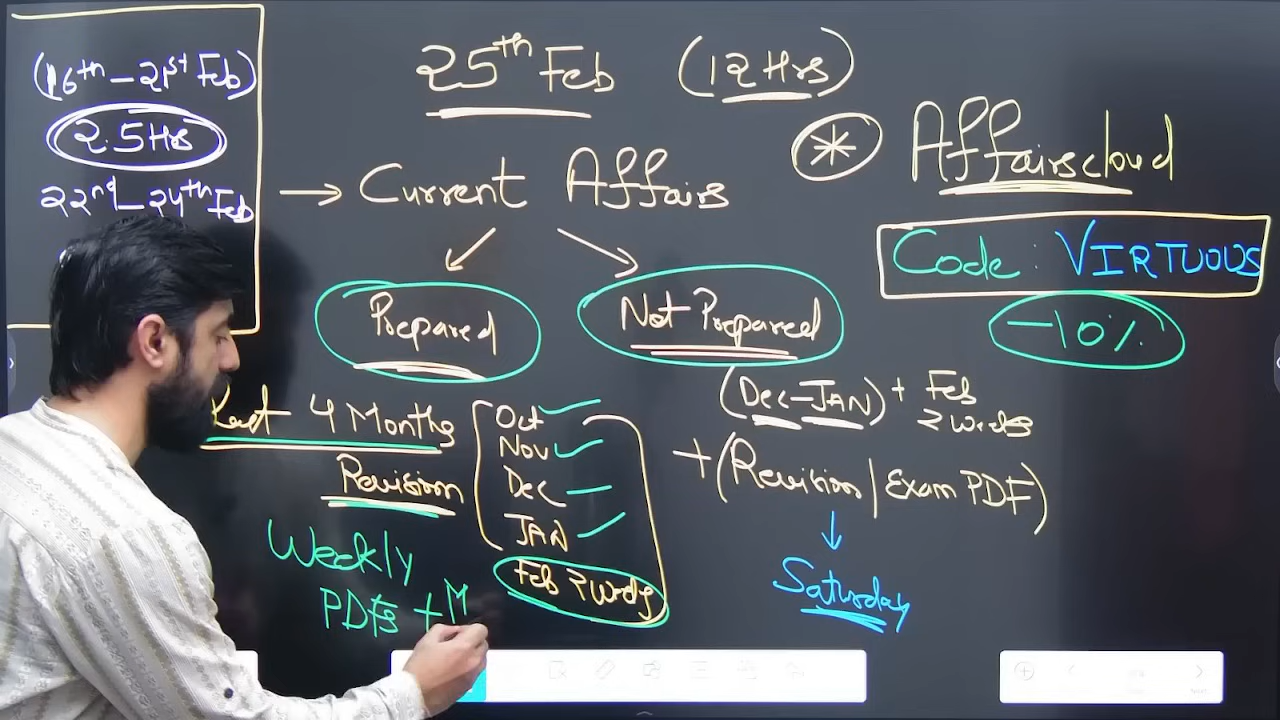 (16th – 21st Feb)
2.5 Hrs
22nd – 24th Feb
25th Feb (12 Hrs)
* Affairscloud
Code : VIRTUOUS
-10%
→ Current Affairs
Prepared
Not Prepared
Last 4 Months
Revision
Oct
Nov
Dec
JAN
Feb 2 Weeks
Weekly
PDFs + M
(Dec-JAN) + Feb 2 Weeks
+ (Revision | Exam PDF)
Saturday